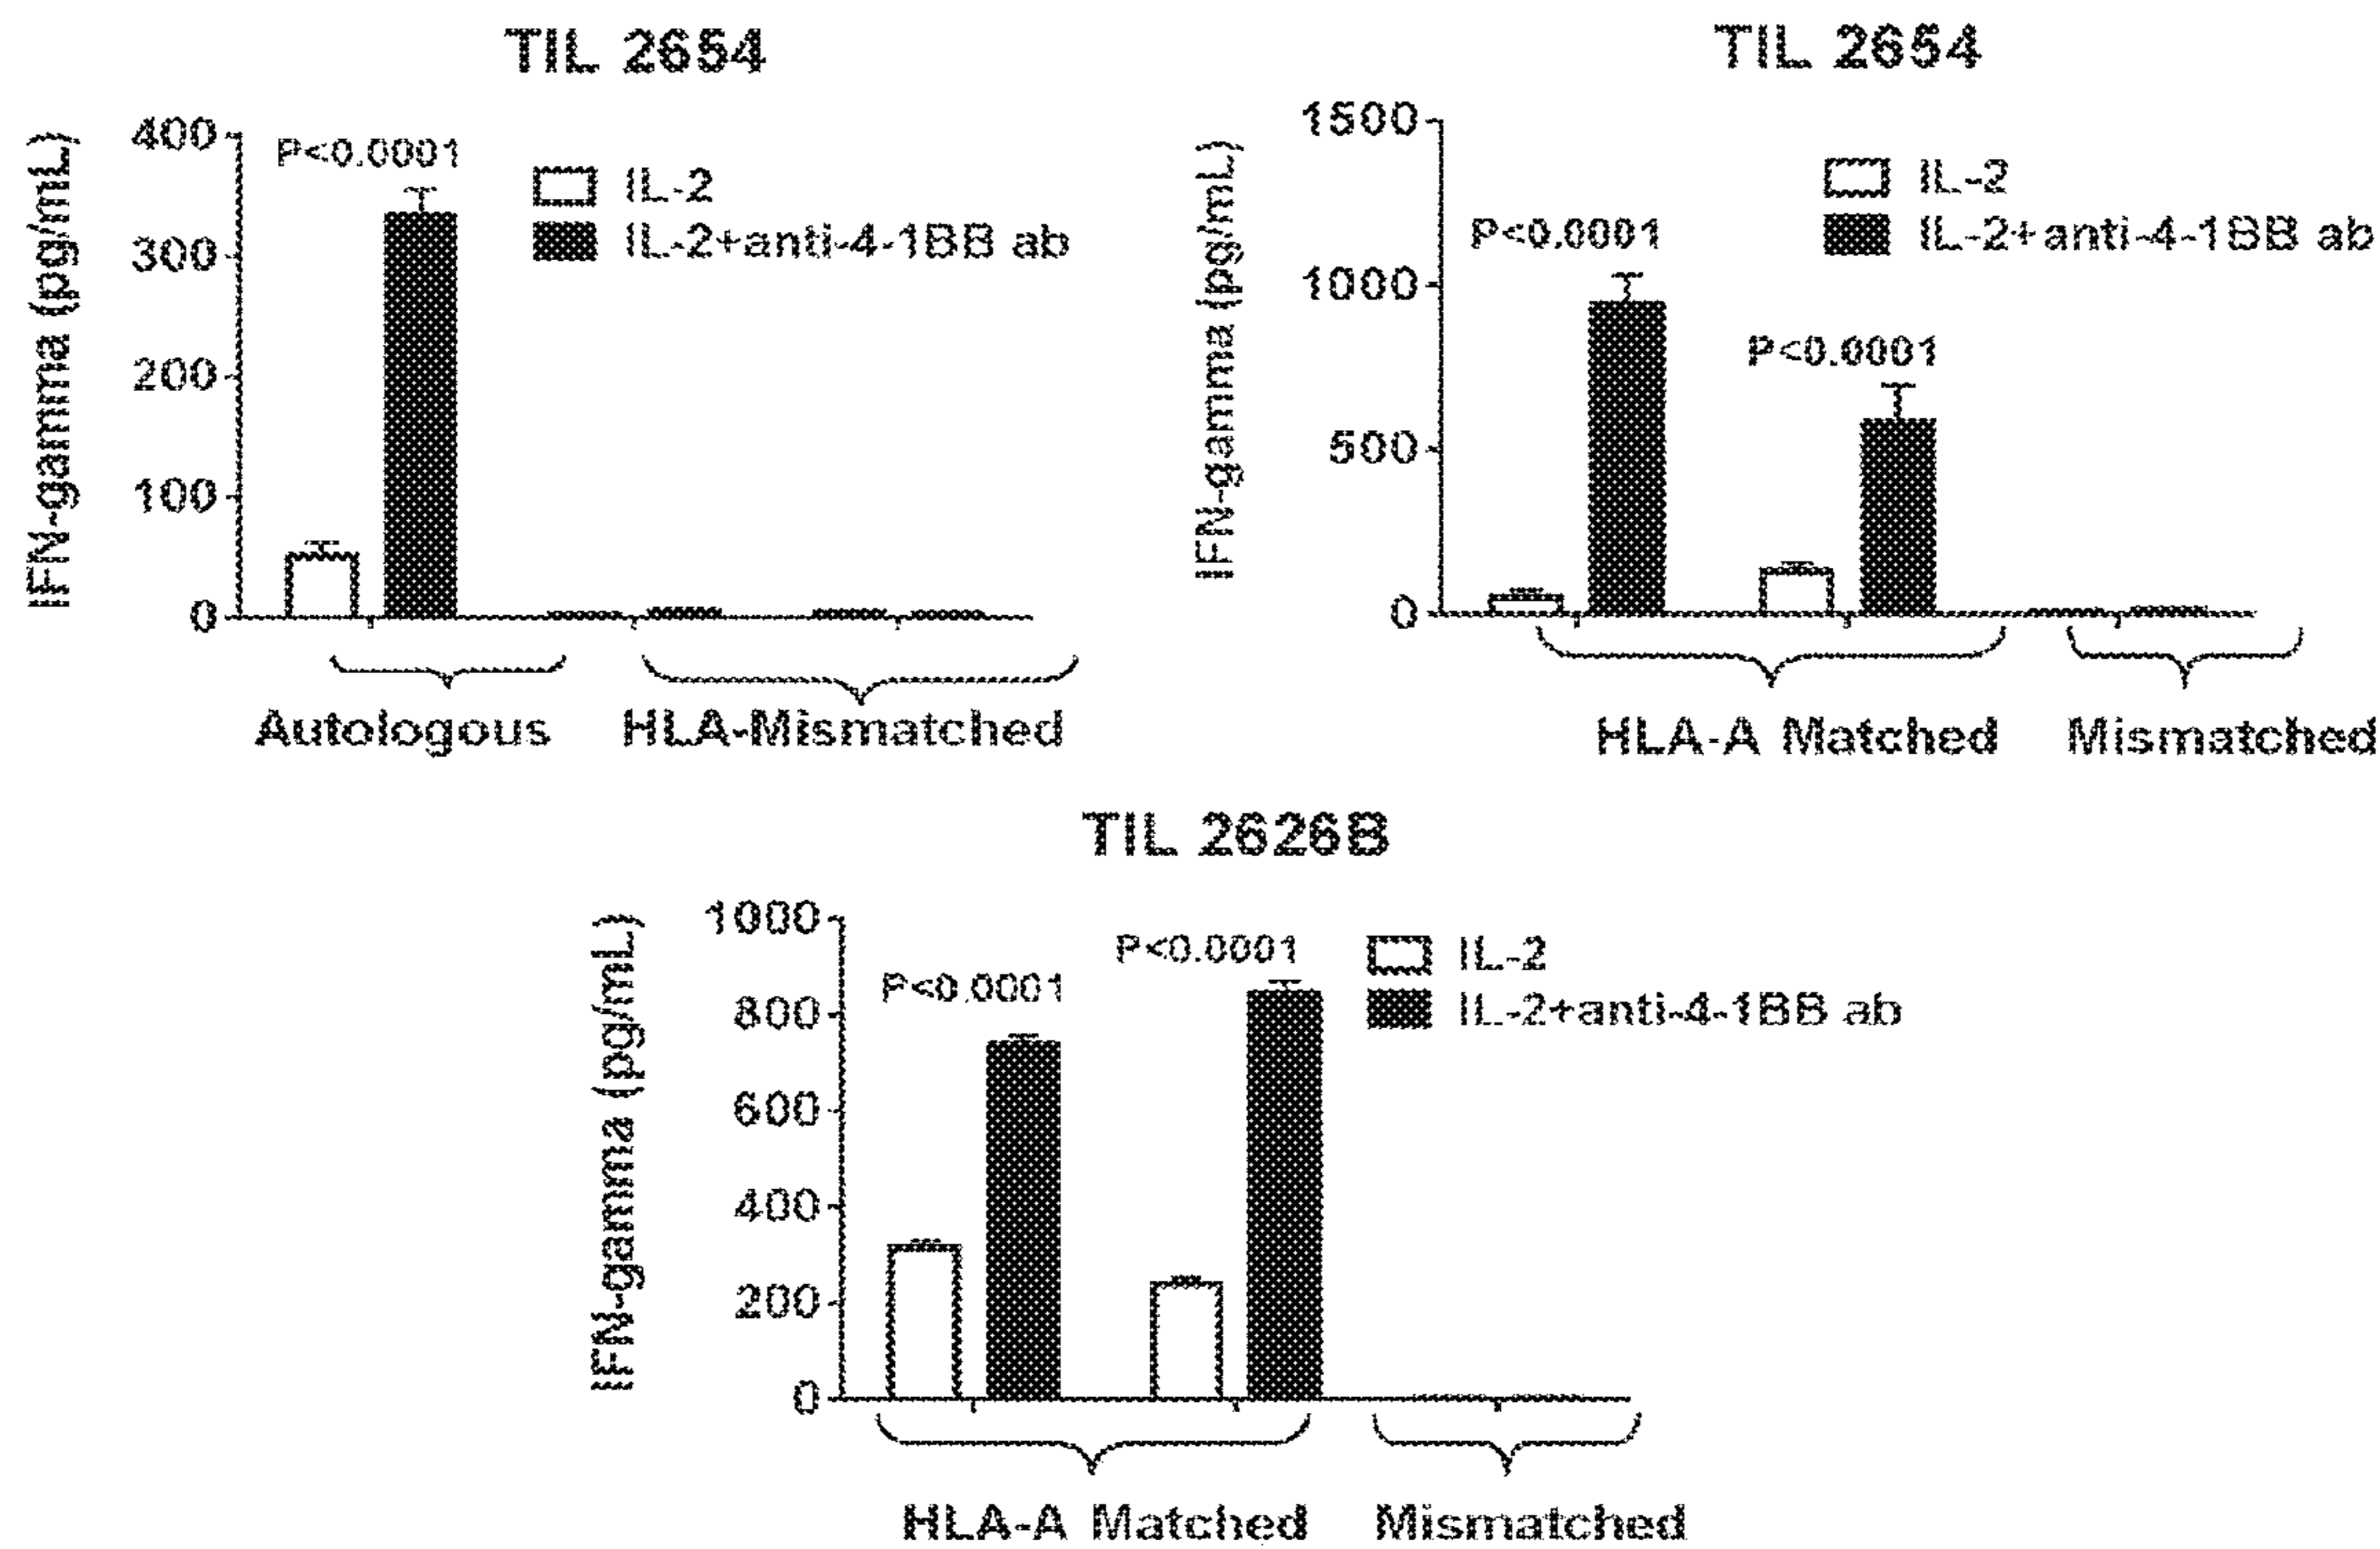 TIL 2654
IFN-gamma (pg/mL)
400
300
200
100
0
P<0.0001
IL-2
IL-2+anti-4-1BB ab
Autologous
HLA-Mismatched
TIL 2654
IFN-gamma (pg/mL)
1500
1000
500
0
P<0.0001
P<0.0001
IL-2
IL-2+anti-4-1BB ab
HLA-A Matched
Mismatched
TIL 2626B
IFN-gamma (pg/mL)
1000
800
600
400
200
0
P<0.0001
P<0.0001
IL-2
IL-2+anti-4-1BB ab
HLA-A Matched
Mismatched